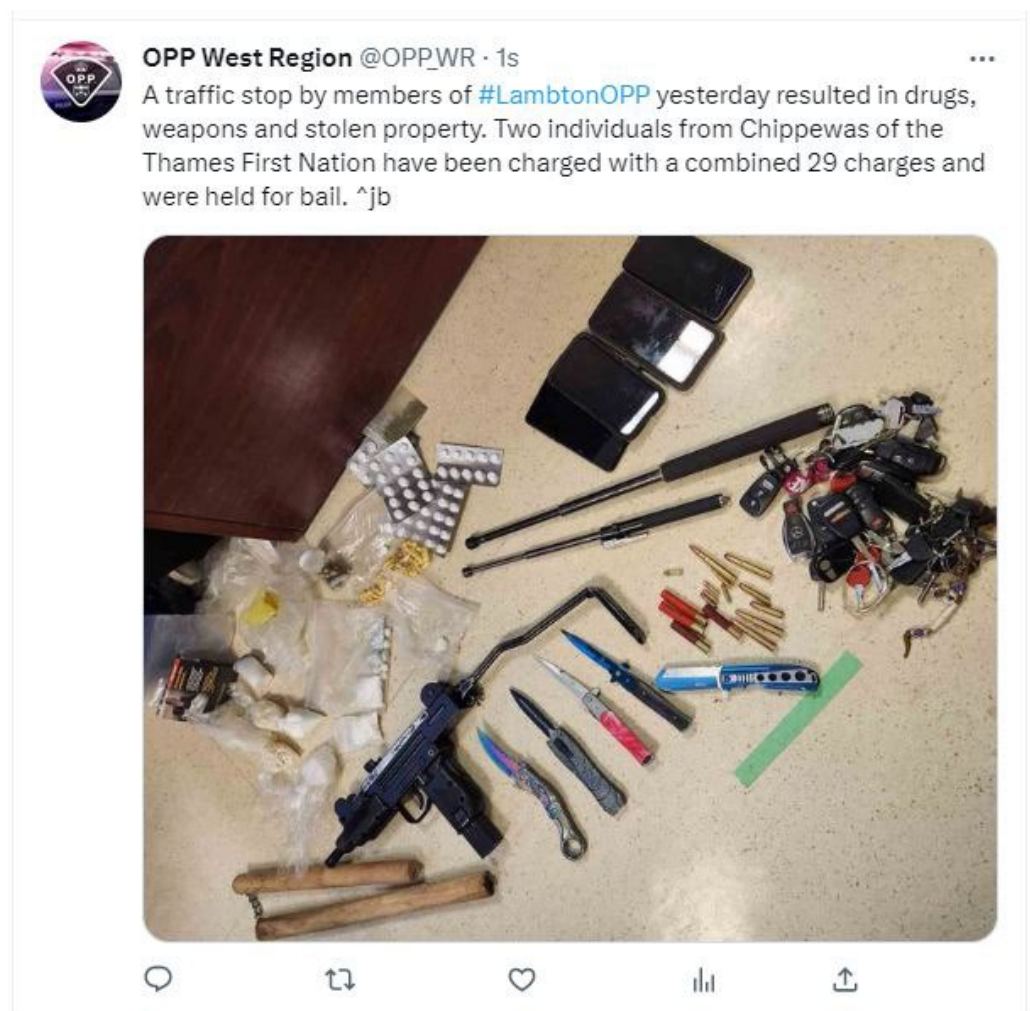 OPP West Region @OPP_WR · 1s
O.P.P.
A traffic stop by members of #LambtonOPP yesterday resulted in drugs,
weapons and stolen property. Two individuals from Chippewas of the
Thames First Nation have been charged with a combined 29 charges and
were held for bail. ^jb